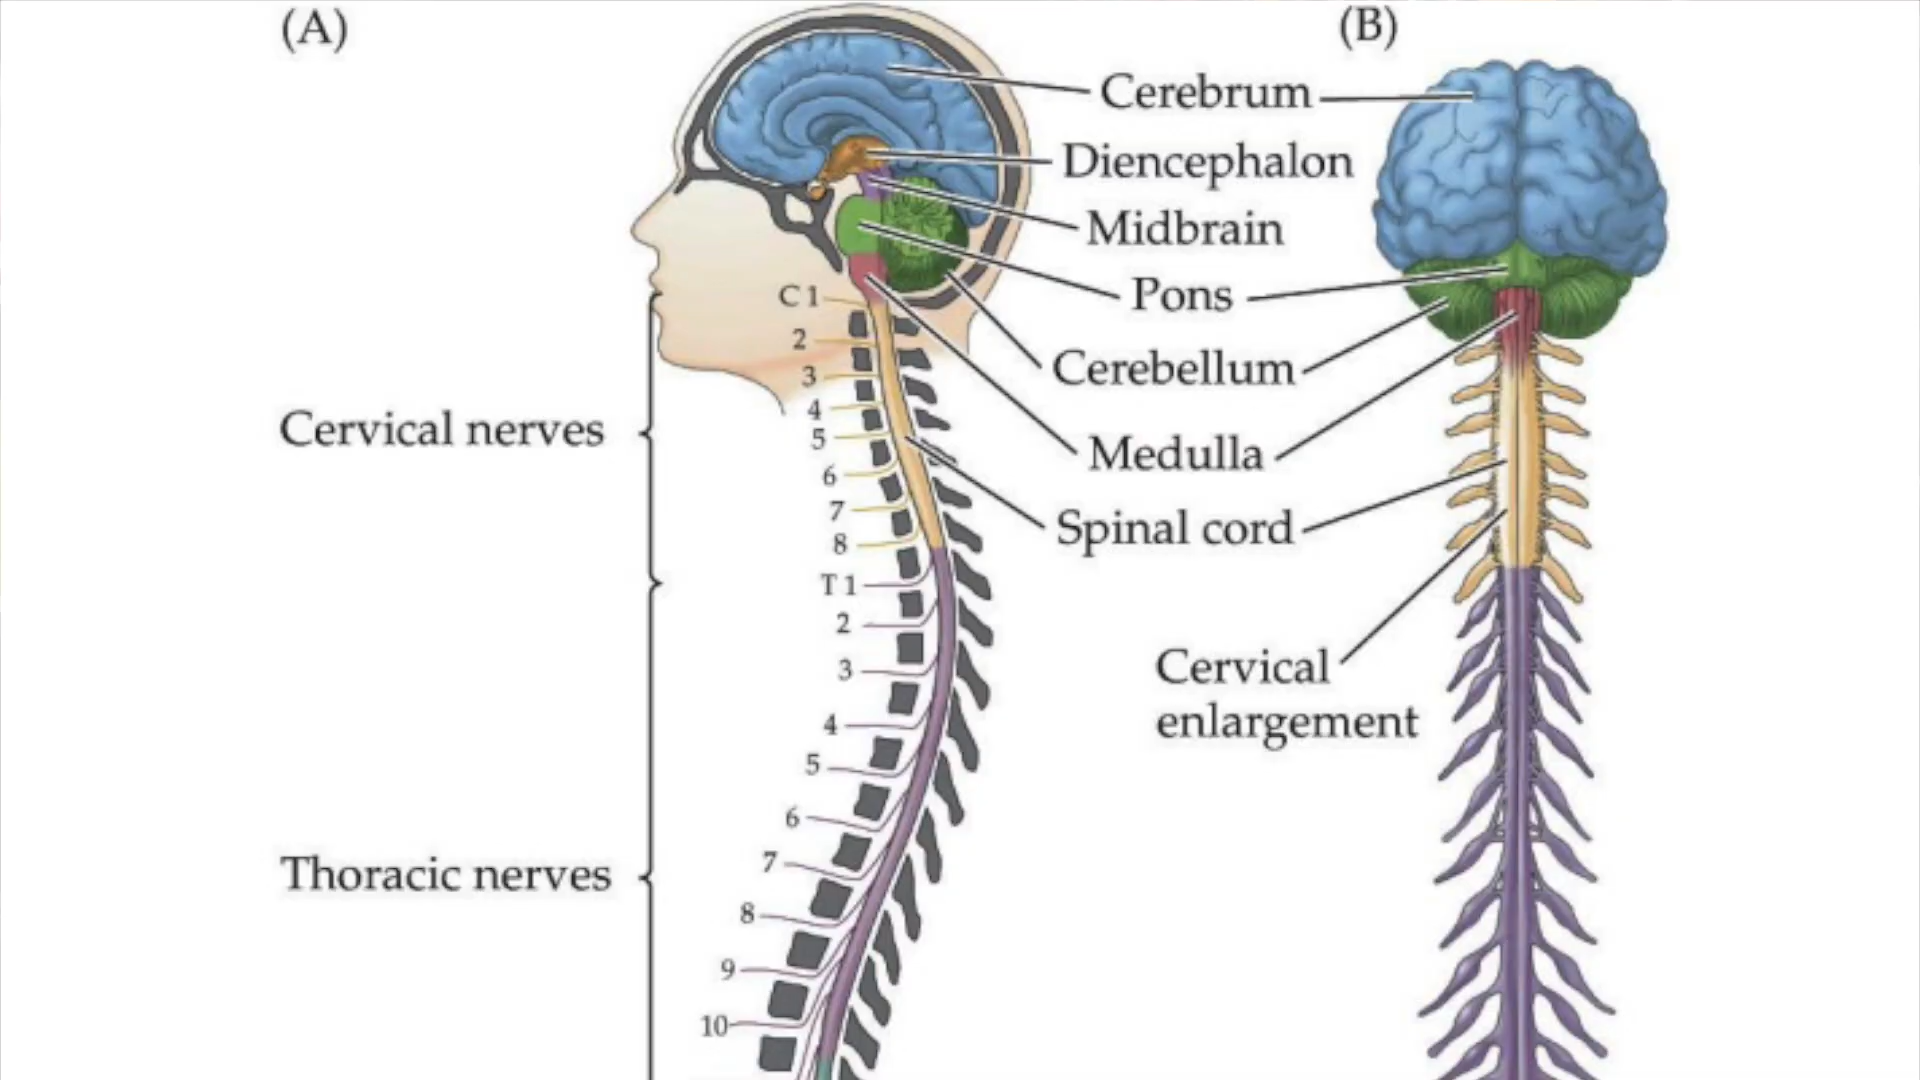 (A)
(B)
Cerebrum
Diencephalon
Midbrain
Pons
Cerebellum
Medulla
Spinal cord
Cervical
enlargement
Cervical nerves
C 1
2
3
4
5
6
7
8
Thoracic nerves
T 1
2
3
4
5
6
7
8
9
10